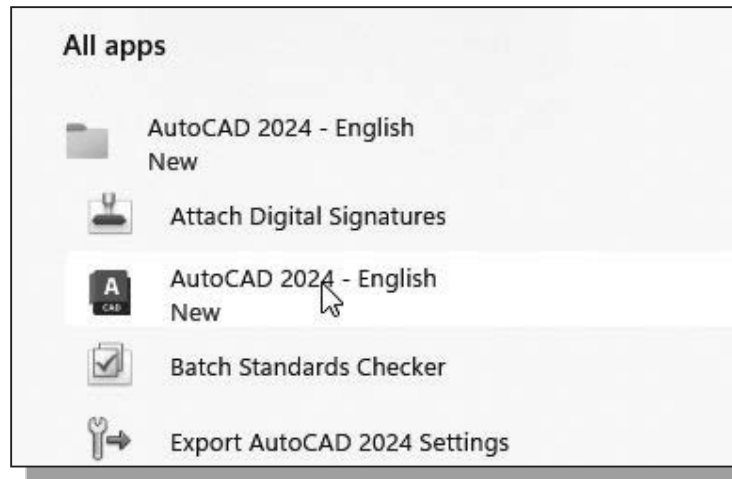 All apps
AutoCAD 2024 - English
New
Attach Digital Signatures
A
CAD
AutoCAD 2024 - English
New
Batch Standards Checker
Export AutoCAD 2024 Settings